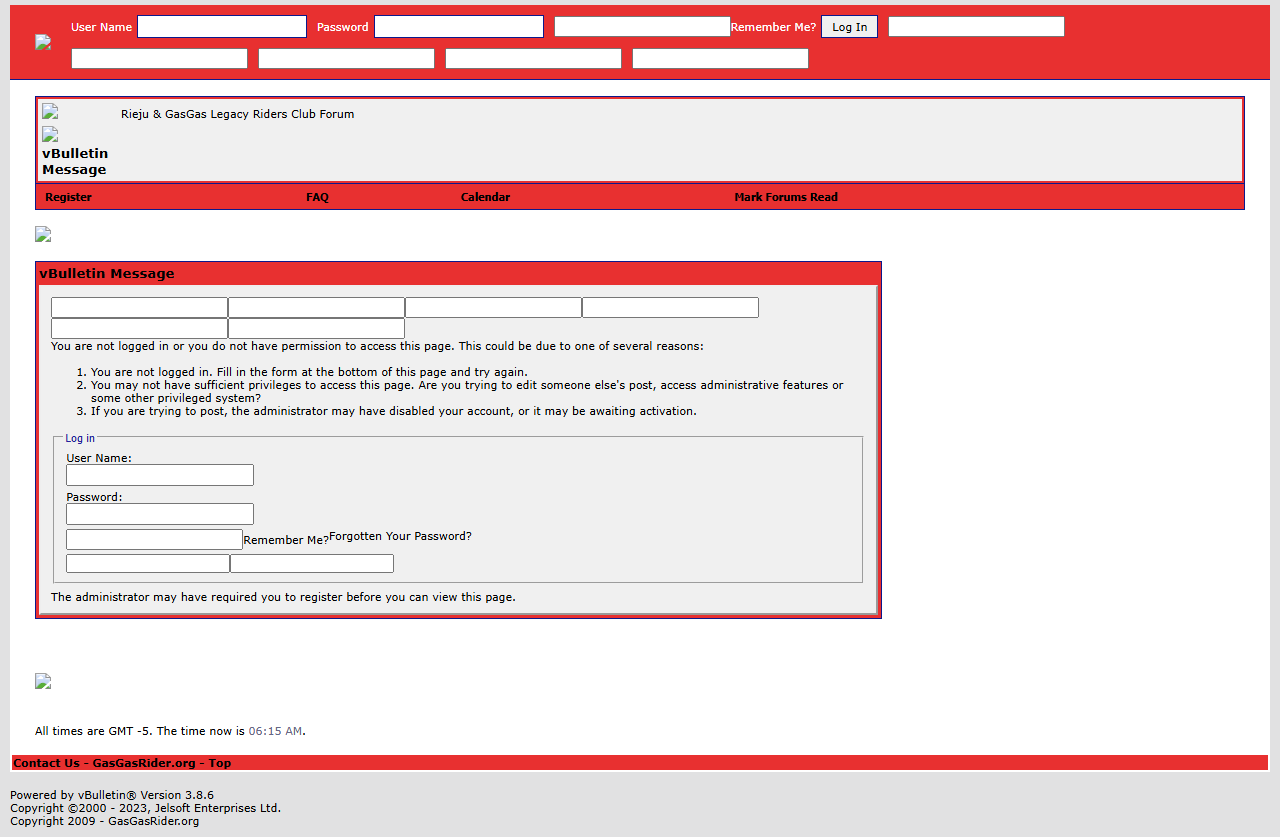 User Name Password Remember Me? Log In
Rieju & GasGas Legacy Riders Club Forum
vBulletin
Message
Register FAQ Calendar Mark Forums Read
vBulletin Message
You are not logged in or you do not have permission to access this page. This could be due to one of several reasons:
1. You are not logged in. Fill in the form at the bottom of this page and try again.
2. You may not have sufficient privileges to access this page. Are you trying to edit someone else's post, access administrative features or
some other privileged system?
3. If you are trying to post, the administrator may have disabled your account, or it may be awaiting activation.
Log in
User Name:
Password:
Remember Me? Forgotten Your Password?
The administrator may have required you to register before you can view this page.
All times are GMT -5. The time now is 06:15 AM.
Contact Us - GasGasRider.org - Top
Powered by vBulletin® Version 3.8.6
Copyright ©2000 - 2023, Jelsoft Enterprises Ltd.
Copyright 2009 - GasGasRider.org